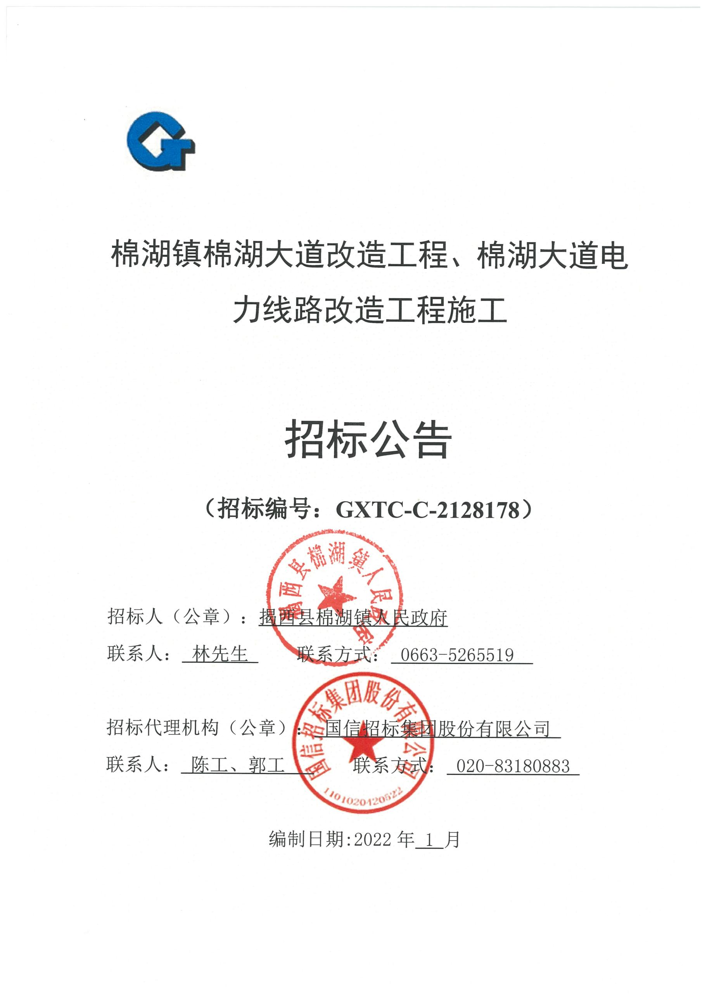 棉湖镇棉湖大道改造工程、棉湖大道电
力线路改造工程施工
招标公告
（招标编号：GXTC-C-2128178）
揭西县棉湖镇人民政府
招标人（公章）：揭西县棉湖镇人民政府
联系人： 林先生 联系方式： 0663-5265519
国信招标集团股份有限公司
招标代理机构（公章）： 国信招标集团股份有限公司
联系人： 陈工、郭工 联系方式： 020-83180883
1101020420522
编制日期:2022 年 1 月